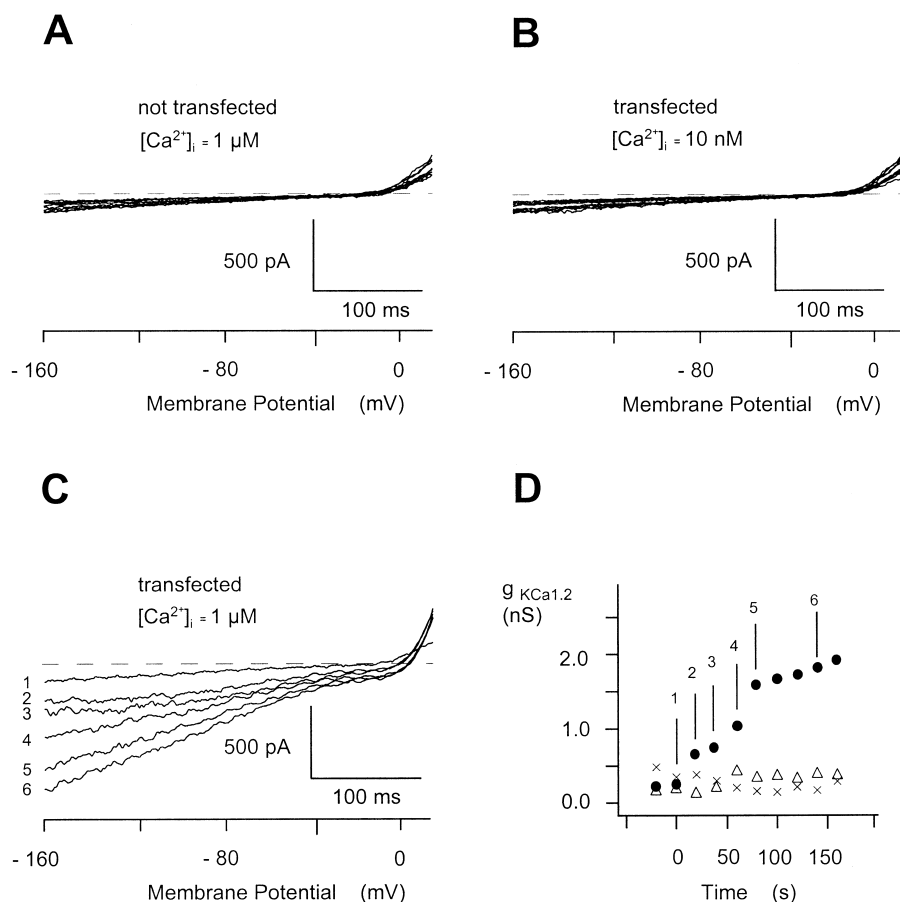 A
not transfected
[Ca²⁺]ᵢ = 1 µM
500 pA
100 ms
- 160
- 80
0
Membrane Potential (mV)
B
transfected
[Ca²⁺]ᵢ = 10 nM
500 pA
100 ms
- 160
- 80
0
Membrane Potential (mV)
C
transfected
[Ca²⁺]ᵢ = 1 µM
1
2
3
4
5
6
500 pA
100 ms
- 160
- 80
0
Membrane Potential (mV)
D
g KCa1.2
(nS)
2.0
1.0
0.0
1
2
3
4
5
6
0
50
100
150
Time (s)